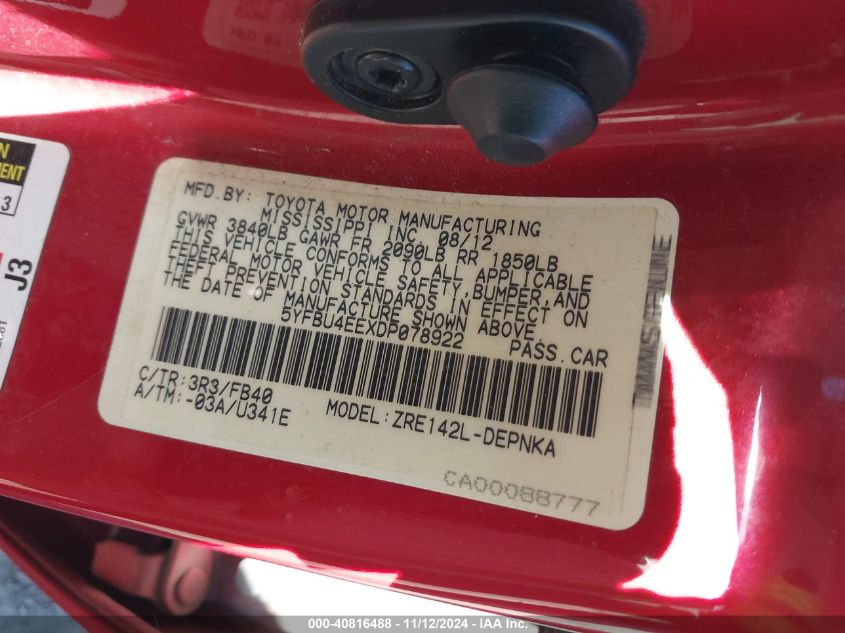 MFD.BY: TOYOTA MOTOR MANUFACTURING
MISSISSIPPI INC 08/12
GVWR 3840LB GAWR FR 2090LB RR 1850LB
THIS VEHICLE CONFORMS TO ALL APPLICABLE
FEDERAL MOTOR VEHICLE SAFETY,BUMPER,AND
THEFT PREVENTION STANDARDS IN EFFECT ON
THE DATE OF MANUFACTURE SHOWN ABOVE.
5YFBU4EEXDP078922 PASS.CAR
C/TR:3R3/FB40
A/TM:-03A/U341E MODEL:ZRE142L-DEPNKA
CA00088777
3
J3
000-40816488 - 11/12/2024 - IAAI Inc.